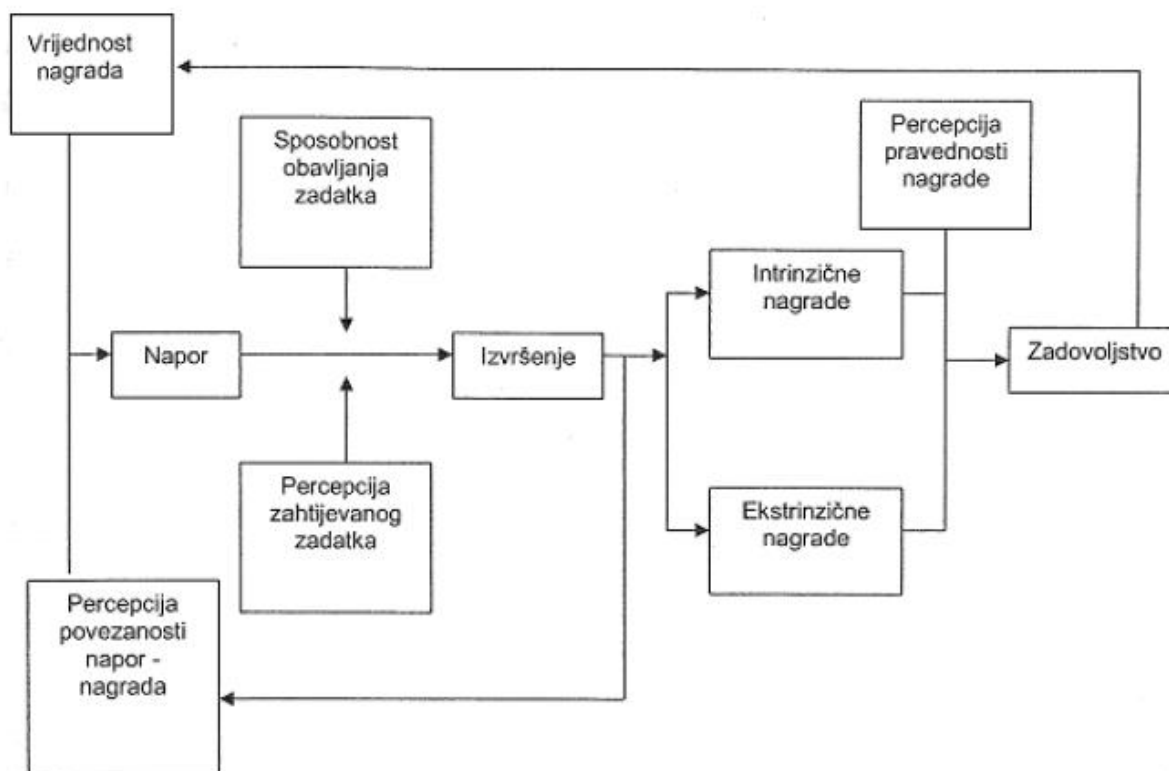 Vrijednost
nagrada
Sposobnost
obavljanja
zadatka
Percepcija
pravednosti
nagrade
Intrinzične
nagrade
Napor
Izvršenje
Zadovoljstvo
Percepcija
zahtijevanog
zadatka
Ekstrinzične
nagrade
Percepcija
povezanosti
napor -
nagrada